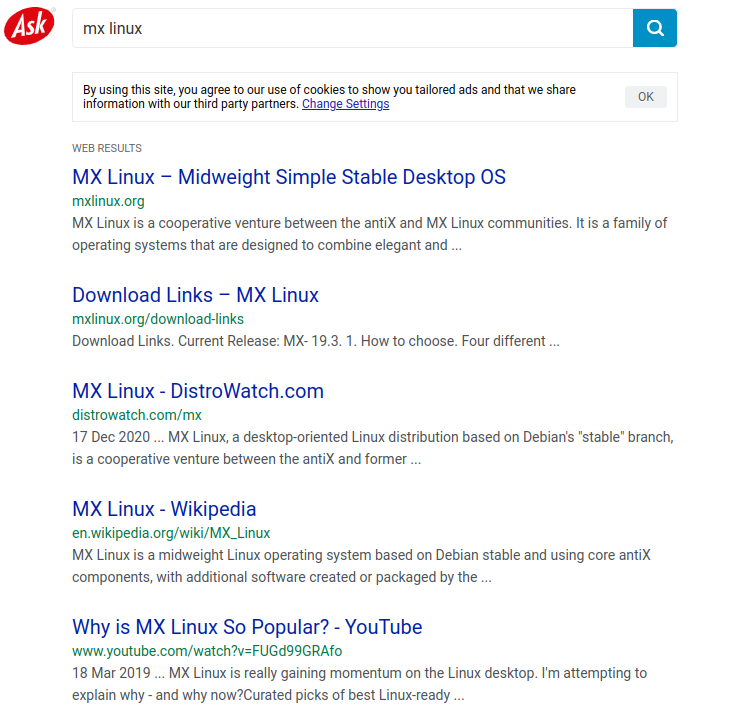 Ask
mx linux
By using this site, you agree to our use of cookies to show you tailored ads and that we share
information with our third party partners. Change Settings
OK
WEB RESULTS
MX Linux – Midweight Simple Stable Desktop OS
mxlinux.org
MX Linux is a cooperative venture between the antiX and MX Linux communities. It is a family of
operating systems that are designed to combine elegant and ...
Download Links – MX Linux
mxlinux.org/download-links
Download Links. Current Release: MX- 19.3. 1. How to choose. Four different ...
MX Linux - DistroWatch.com
distrowatch.com/mx
17 Dec 2020 ... MX Linux, a desktop-oriented Linux distribution based on Debian's "stable" branch,
is a cooperative venture between the antiX and former ...
MX Linux - Wikipedia
en.wikipedia.org/wiki/MX_Linux
MX Linux is a midweight Linux operating system based on Debian stable and using core antiX
components, with additional software created or packaged by the ...
Why is MX Linux So Popular? - YouTube
www.youtube.com/watch?v=FUGd99GRAfo
18 Mar 2019 ... MX Linux is really gaining momentum on the Linux desktop. I'm attempting to
explain why - and why now?Curated picks of best Linux-ready ...